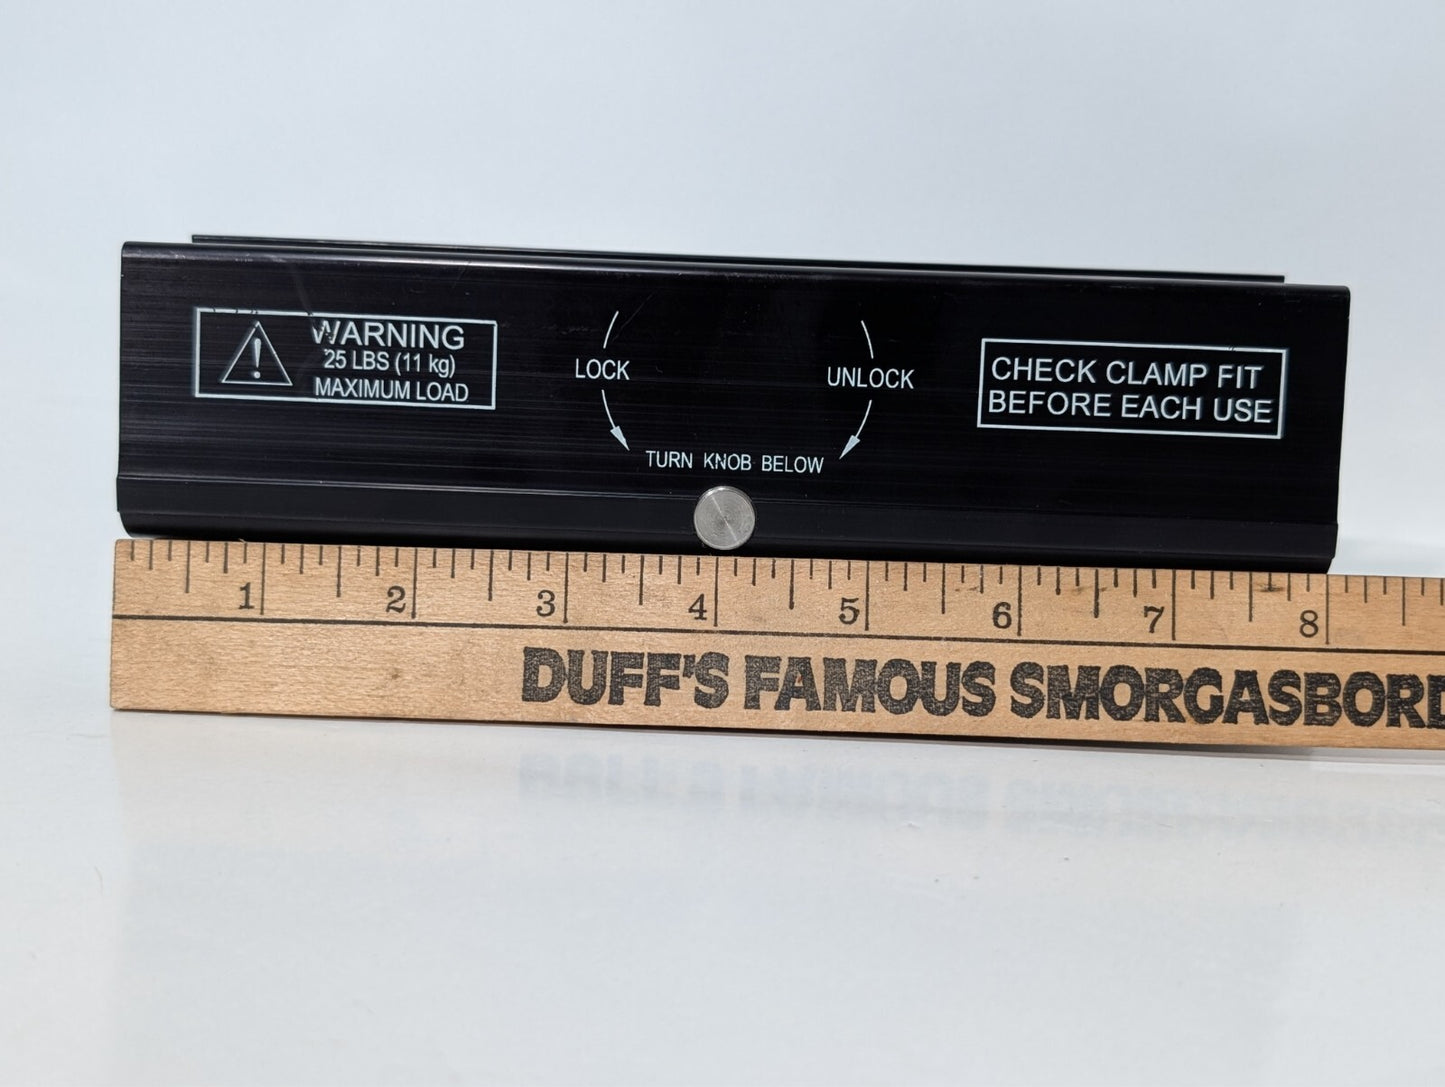 WARNING
25 LBS (11 kg)
MAXIMUM LOAD
LOCK
UNLOCK
TURN KNOB BELOW
CHECK CLAMP FIT
BEFORE EACH USE
1 2 3 4 5 6 7 8
DUFF'S FAMOUS SMORGASBORD